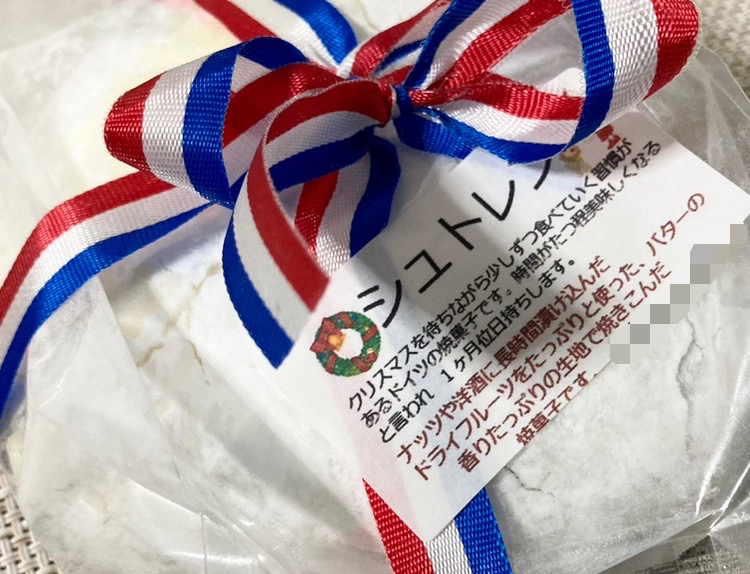 シュトレン
クリスマスを待ちながら少しずつ食べていく習慣が
あるドイツの焼菓子です。時間がたつ程美味しくなる
と言われ 1ヶ月位日持ちします。
ナッツや洋酒に長時間漬け込んだ
ドライフルーツをたっぷりと使った、バターの
香りたっぷりの生地で焼きこんだ
焼菓子です